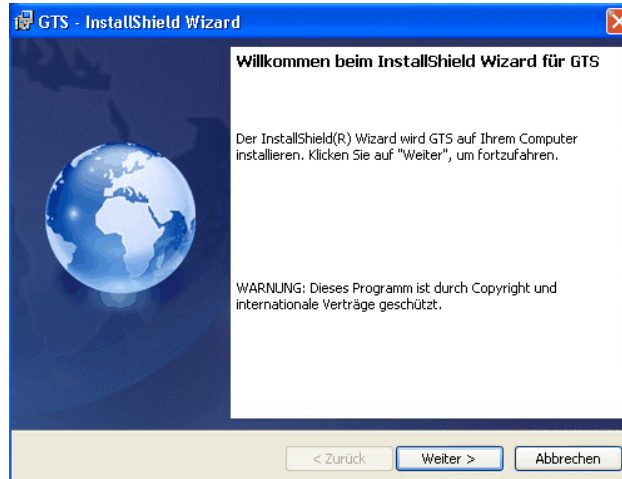 GTS - InstallShield Wizard
Willkommen beim InstallShield Wizard für GTS
Der InstallShield(R) Wizard wird GTS auf Ihrem Computer
installieren. Klicken Sie auf "Weiter", um fortzufahren.
WARNUNG: Dieses Programm ist durch Copyright und
internationale Verträge geschützt.
< Zurück
Weiter >
Abbrechen